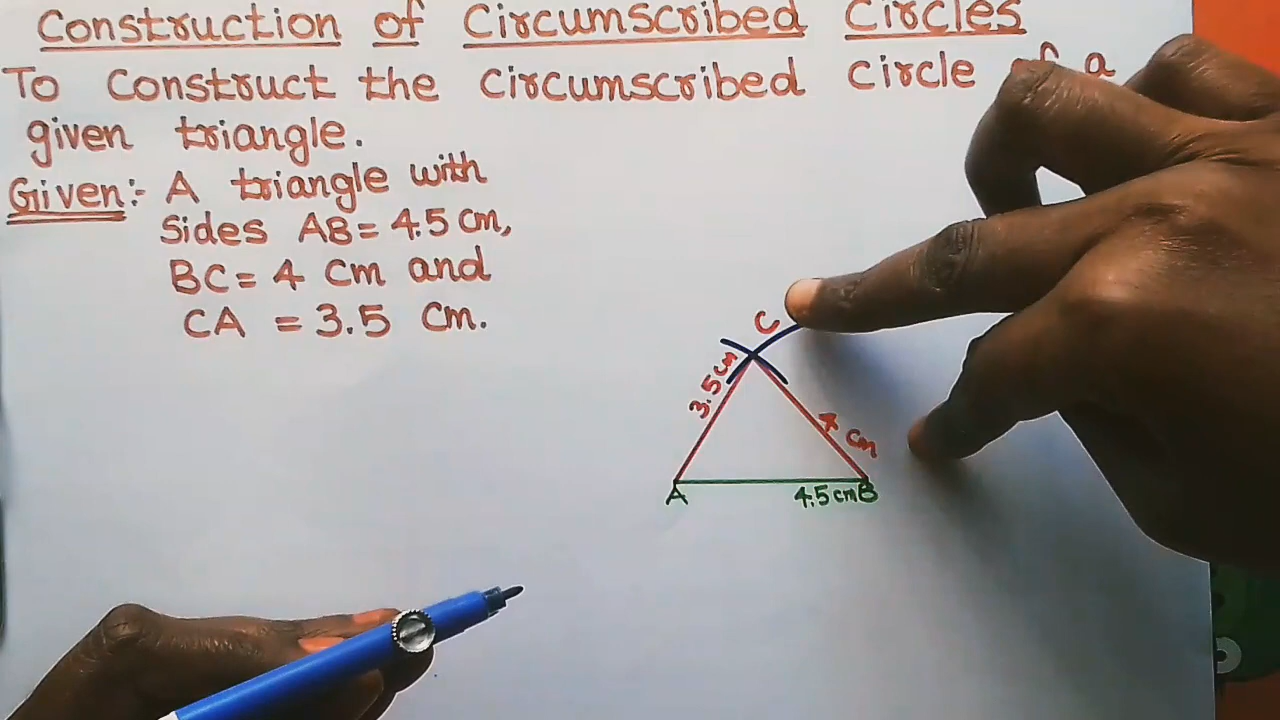 Construction of Circumscribed Circles
To Construct the Circumscribed Circle of a
given triangle.
Given:- A triangle with
Sides AB = 4.5 cm,
BC = 4 cm and
CA = 3.5 cm.
C
3.5 cm
4 cm
A
4.5 cm B